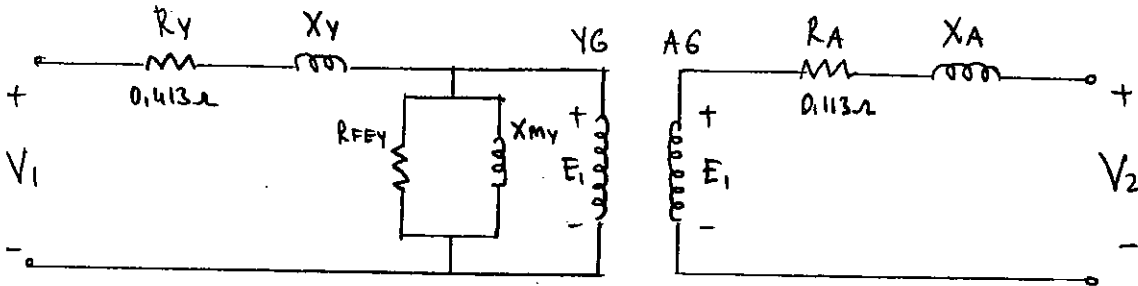 RY XY YG AG RA XA
0,413Ω 0,113Ω
+ +
RFEY XMY + +
V1 E1 E1 V2
- -
- -